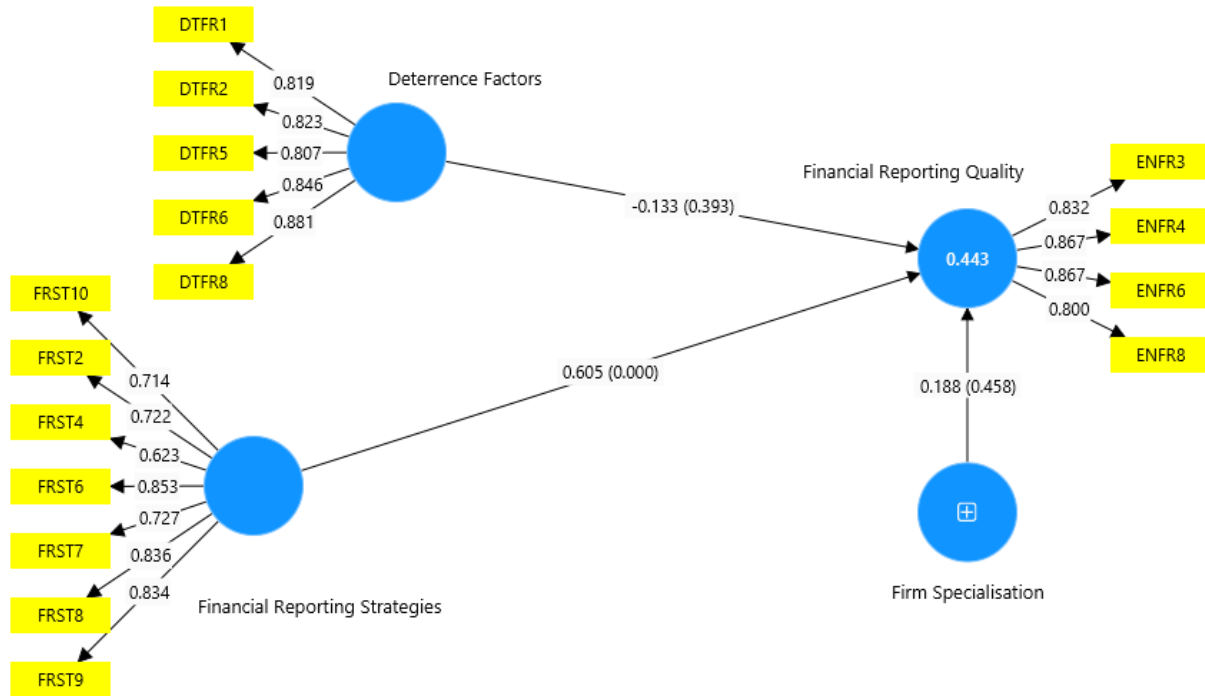 DTFR1
DTFR2
DTFR5
DTFR6
DTFR8
0.819
0.823
0.807
0.846
0.881
Deterrence Factors
-0.133 (0.393)
Financial Reporting Quality
0.443
0.832
0.867
0.867
0.800
ENFR3
ENFR4
ENFR6
ENFR8
FRST10
FRST2
FRST4
FRST6
FRST7
FRST8
FRST9
0.714
0.722
0.623
0.853
0.727
0.836
0.834
Financial Reporting Strategies
0.605 (0.000)
0.188 (0.458)
Firm Specialisation